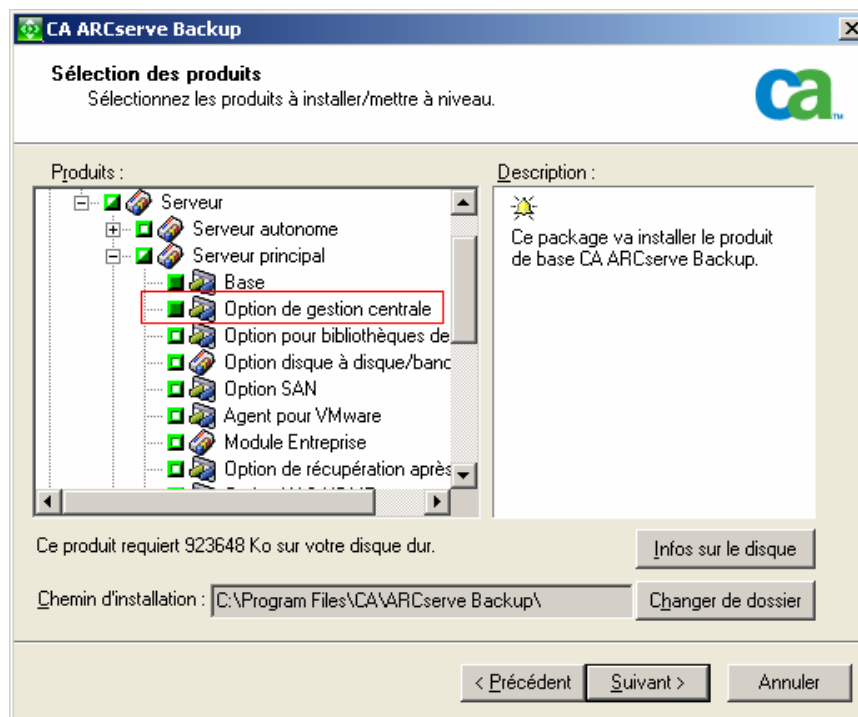 CA ARCserve Backup
Sélection des produits
Sélectionnez les produits à installer/mettre à niveau.
ca
TM
Produits :
Serveur
Serveur autonome
Serveur principal
Base
Option de gestion centrale
Option pour bibliothèques de
Option disque à disque/banc
Option SAN
Agent pour VMware
Module Entreprise
Option de récupération après
Description :
Ce package va installer le produit
de base CA ARCserve Backup.
Ce produit requiert 923648 Ko sur votre disque dur.
Infos sur le disque
Chemin d'installation : C:\Program Files\CA\ARCserve Backup\
Changer de dossier
< Précédent
Suivant >
Annuler